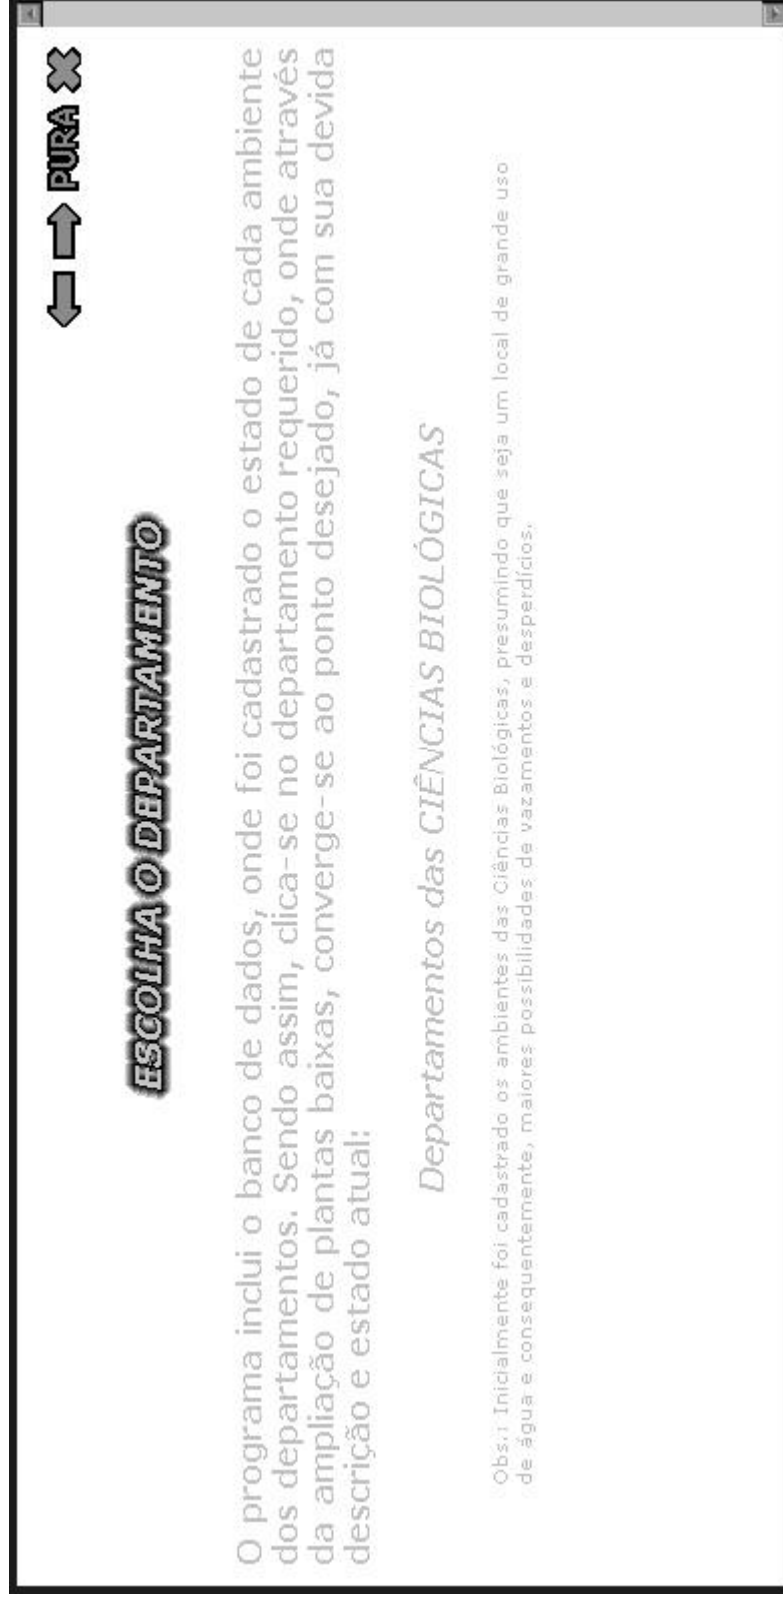 PURA
ESCOLHA O DEPARTAMENTO
O programa inclui o banco de dados, onde foi cadastrado o estado de cada ambiente
dos departamentos. Sendo assim, clica-se no departamento requerido, onde através
da ampliação de plantas baixas, converge-se ao ponto desejado, já com sua devida
descrição e estado atual:
Departamentos das CIÊNCIAS BIOLÓGICAS
Obs.: Inicialmente foi cadastrado os ambientes das Ciências Biológicas, presumindo que seja um local de grande uso
de água e consequentemente, maiores possibilidades de vazamentos e desperdícios.